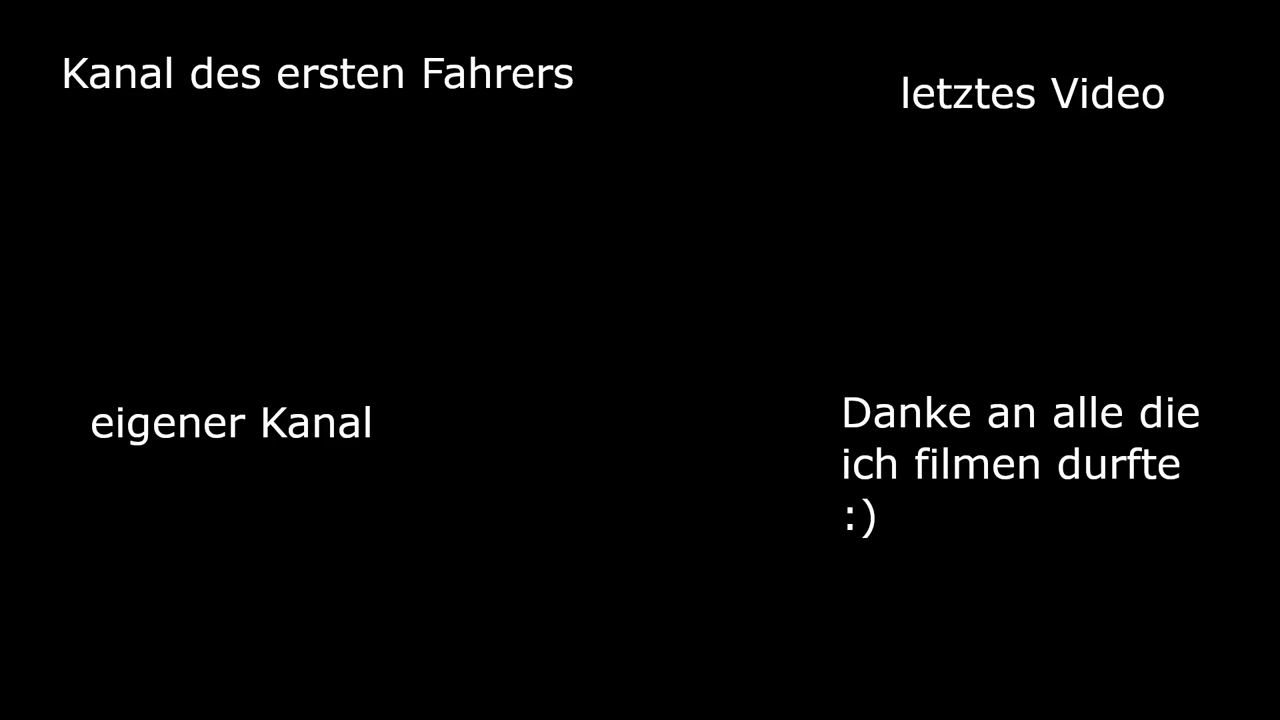 Kanal des ersten Fahrers
letztes Video
eigener Kanal
Danke an alle die
ich filmen durfte
:)